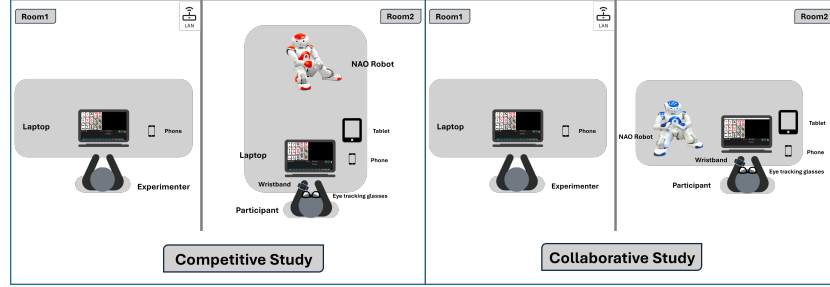 Room1
LAN
Room2
NAO Robot
Laptop
Phone
Tablet
Laptop
Phone
Wristband
Eye tracking glasses
Experimenter
Participant
Competitive Study
Room1
LAN
Room2
Laptop
Phone
Tablet
NAO Robot
Phone
Wristband
Eye tracking glasses
Experimenter
Participant
Collaborative Study